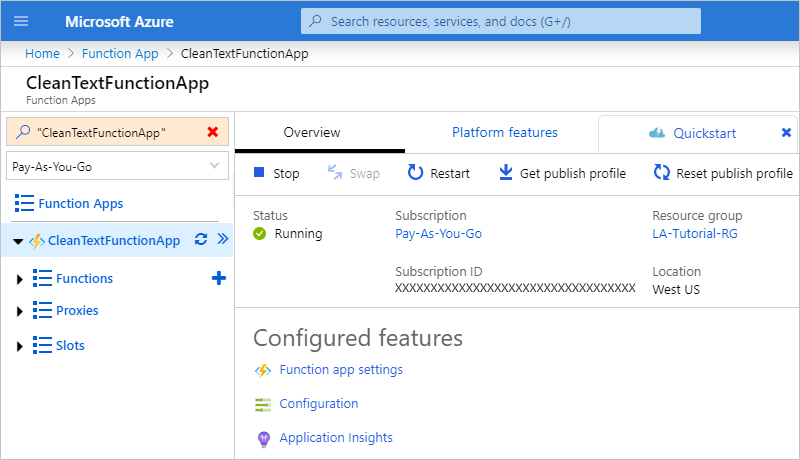 Microsoft Azure
Search resources, services, and docs (G+/)
Home > Function App > CleanTextFunctionApp
CleanTextFunctionApp
Function Apps
"CleanTextFunctionApp"
Pay-As-You-Go
Function Apps
CleanTextFunctionApp
Functions
Proxies
Slots
Overview
Platform features
Quickstart
Stop
Swap
Restart
Get publish profile
Reset publish profile
Status
Subscription
Resource group
Running
Pay-As-You-Go
LA-Tutorial-RG
Subscription ID
Location
XXXXXXXXXXXXXXXXXXXXXXXXXXXXXXXXXX
West US
Configured features
Function app settings
Configuration
Application Insights